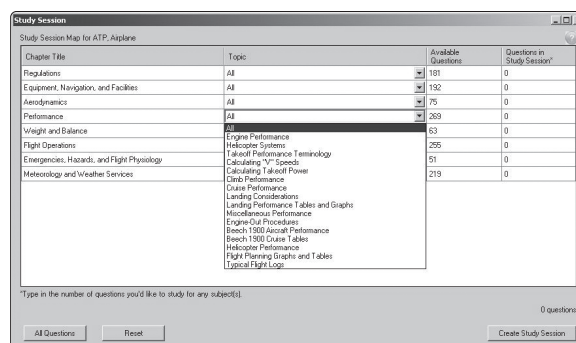 Study Session
Study Session Map for ATP, Airplane
Chapter Title Topic Available Questions Questions in Study Session*
Regulations All 181 0
Equipment, Navigation, and Facilities All 192 0
Aerodynamics All 75 0
Performance All 269 0
Weight and Balance 63 0
Flight Operations 255 0
Emergencies, Hazards, and Flight Physiology 51 0
Meteorology and Weather Services 219 0
All
Engine Performance
Helicopter Systems
Takeoff Performance Terminology
Calculating "V" Speeds
Calculating Takeoff Power
Climb Performance
Cruise Performance
Landing Considerations
Landing Performance Tables and Graphs
Miscellaneous Performance
Engine-Out Procedures
Beech 1900 Aircraft Performance
Beech 1900 Cruise Tables
Helicopter Performance
Flight Planning Graphs and Tables
Typical Flight Logs
*Type in the number of questions you'd like to study for any subject(s).
0 questions
All Questions Reset Create Study Session